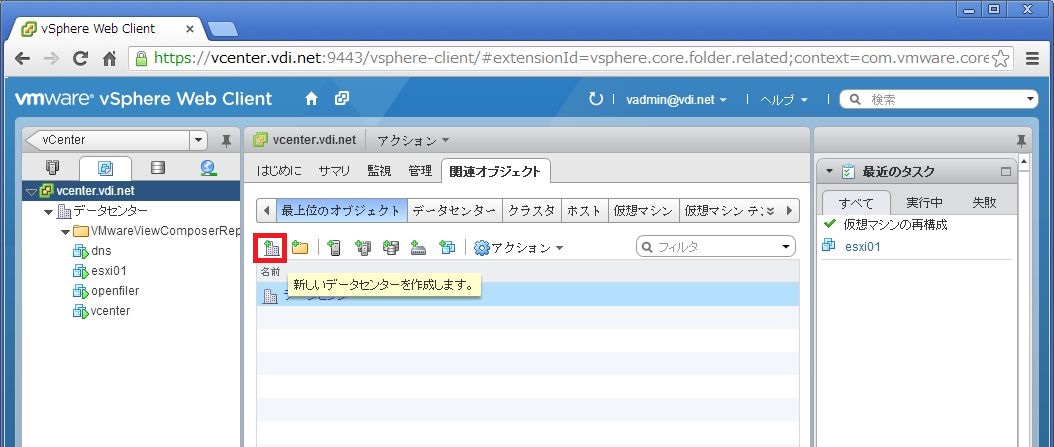 vSphere Web Client
https://vcenter.vdi.net:9443/vsphere-client/#extensionId=vsphere.core.folder.related;context=com.vmware.core
vmware® vSphere Web Client
vadmin@vdi.net
ヘルプ
検索
vCenter
vcenter.vdi.net
データセンター
VMwareViewComposerRep
dns
esxi01
openfiler
vcenter
vcenter.vdi.net
アクション
はじめに サマリ 監視 管理 関連オブジェクト
最上位のオブジェクト データセンター クラスタ ホスト 仮想マシン 仮想マシン テン
アクション
フィルタ
名前
新しいデータセンターを作成します。
最近のタスク
すべて 実行中 失敗
仮想マシンの再構成
esxi01